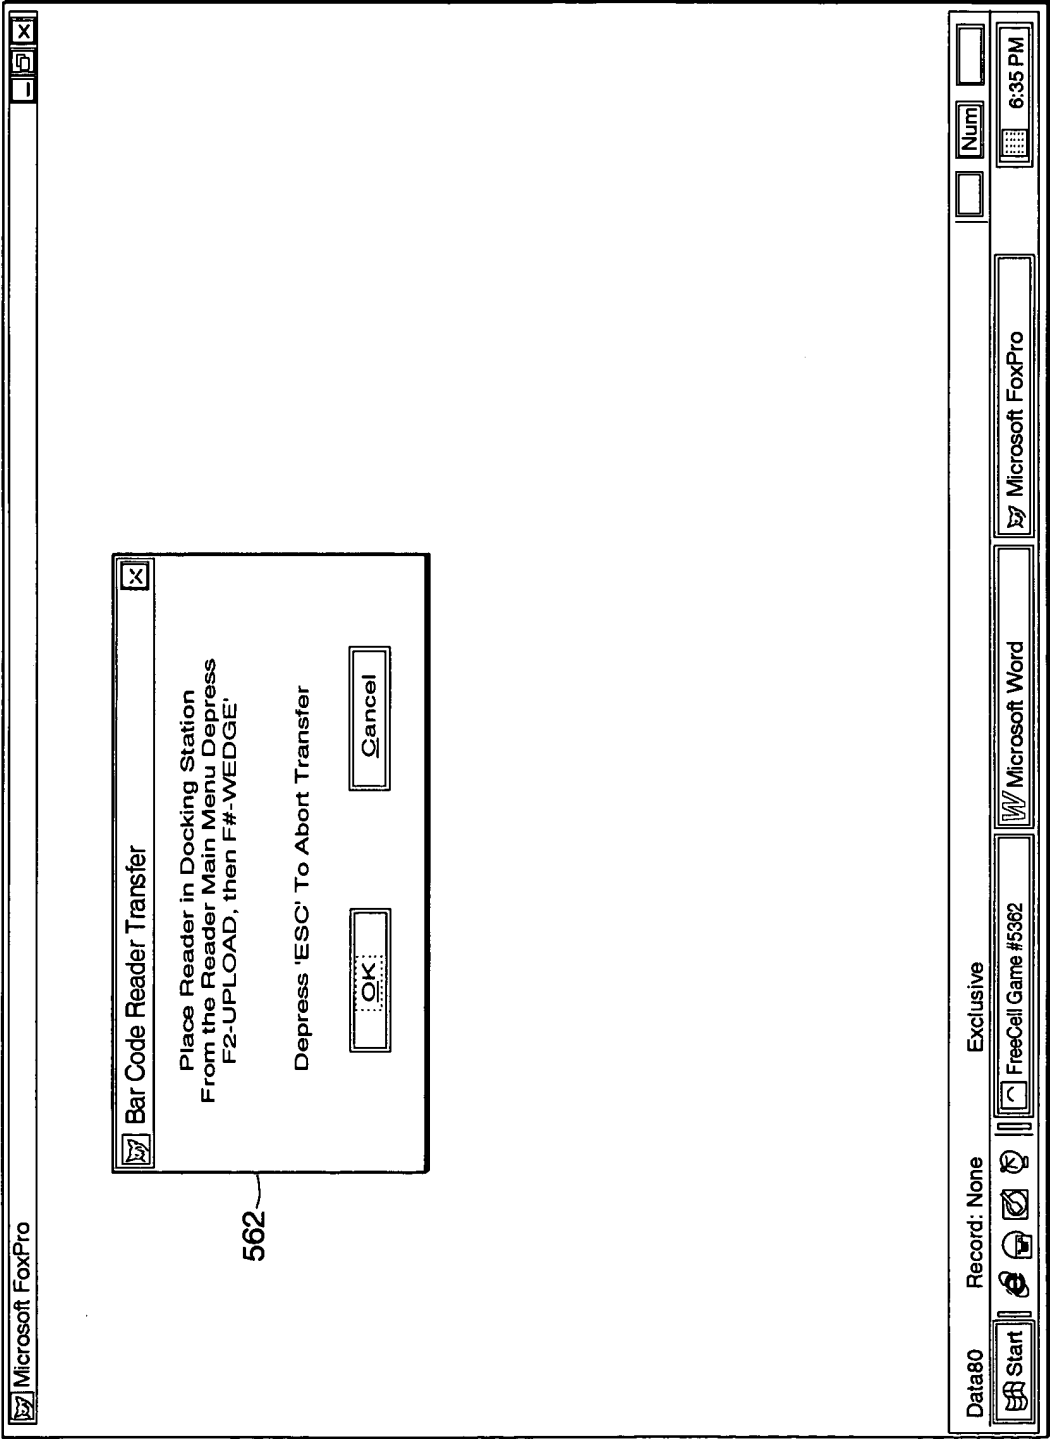 Microsoft FoxPro
Bar Code Reader Transfer
Place Reader in Docking Station
From the Reader Main Menu Depress
F2-UPLOAD, then F#-WEDGE'
Depress 'ESC' To Abort Transfer
OK
Cancel
562
Data80
Record: None
Exclusive
Num
Start
FreeCell Game #5362
W Microsoft Word
Microsoft FoxPro
6:35 PM